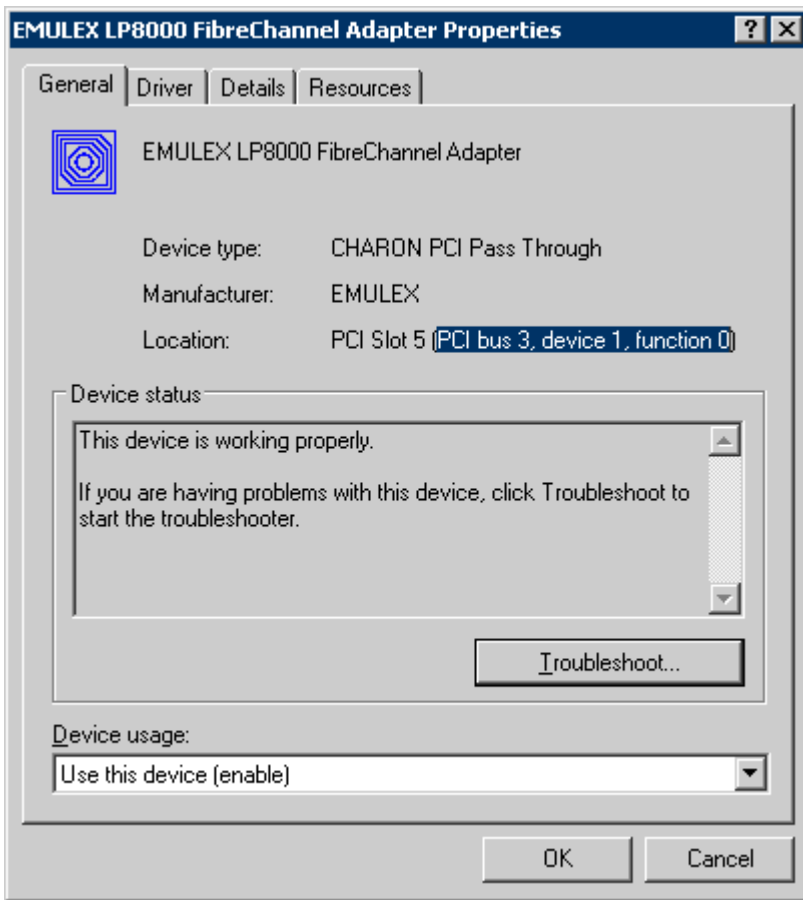 EMULEX LP8000 FibreChannel Adapter Properties
General Driver Details Resources
EMULEX LP8000 FibreChannel Adapter
Device type: CHARON PCI Pass Through
Manufacturer: EMULEX
Location: PCI Slot 5 (PCI bus 3, device 1, function 0)
Device status
This device is working properly.
If you are having problems with this device, click Troubleshoot to
start the troubleshooter.
Troubleshoot...
Device usage:
Use this device (enable)
OK Cancel